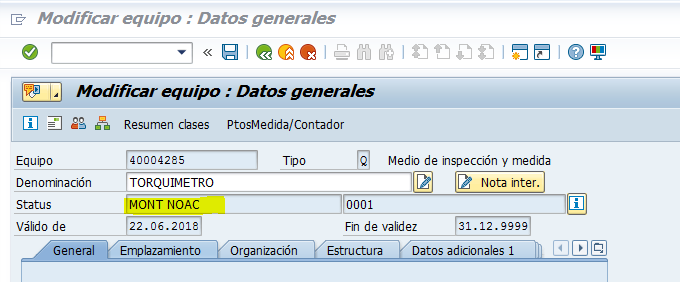 Modificar equipo : Datos generales
Modificar equipo : Datos generales
Resumen clases PtosMedida/Contador
Equipo 40004285 Tipo Q Medio de inspección y medida
Denominación TORQUIMETRO Nota inter.
Status MONT NOAC 0001
Válido de 22.06.2018 Fin de validez 31.12.9999
General Emplazamiento Organización Estructura Datos adicionales 1